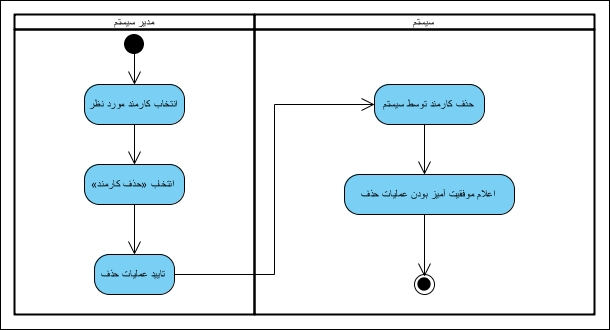 مدیر سیستم
سیستم
انتخاب کارمند مورد نظر
انتخاب «حذف کارمند»
تایید عملیات حذف
حذف کارمند توسط سیستم
اعلام موفقیت آمیز بودن عملیات حذف